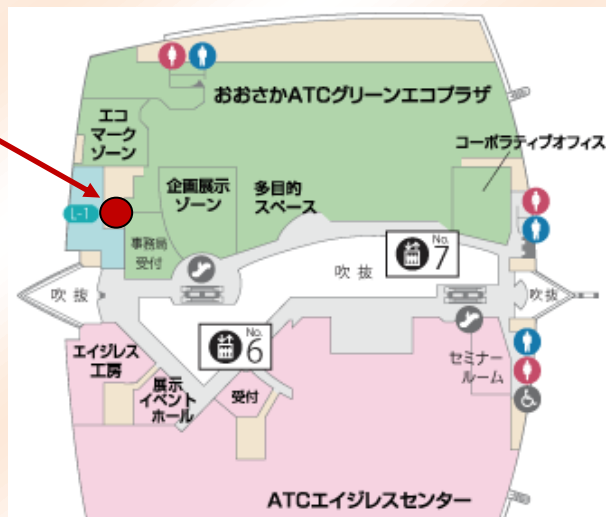 おおさかATCグリーンエコプラザ
エコ
マーク
ゾーン
コーポラティブオフィス
企画展示
ゾーン
多目的
スペース
L-1
事務局
受付
No.
7
吹抜
吹抜
吹抜
No.
6
エイジレス
工房
展示
イベント
ホール
受付
セミナー
ルーム
ATCエイジレスセンター